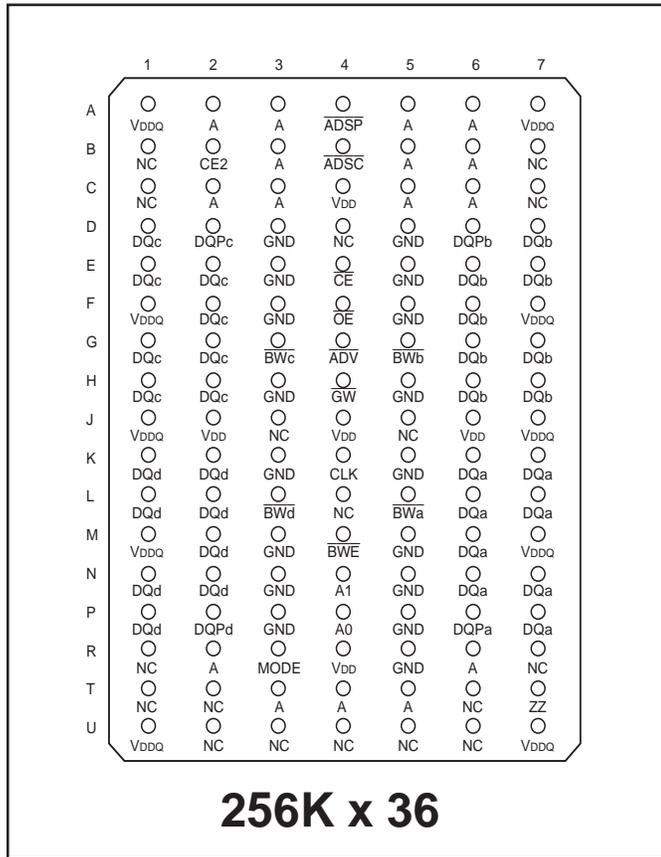 1 2 3 4 5 6 7
A
VDDQ A A ADSP A A VDDQ
B
NC CE2 A ADSC A A NC
C
NC A A VDD A A NC
D
DQc DQPc GND NC GND DQPb DQb
E
DQc DQc GND CE GND DQb DQb
F
VDDQ DQc GND OE GND DQb VDDQ
G
DQc DQc BWc ADV BWb DQb DQb
H
DQc DQc GND GW GND DQb DQb
J
VDDQ VDD NC VDD NC VDD VDDQ
K
DQd DQd GND CLK GND DQa DQa
L
DQd DQd BWd NC BWa DQa DQa
M
VDDQ DQd GND BWE GND DQa VDDQ
N
DQd DQd GND A1 GND DQa DQa
P
DQd DQPd GND A0 GND DQPa DQa
R
NC A MODE VDD GND A NC
T
NC NC A A A NC ZZ
U
VDDQ NC NC NC NC NC VDDQ
256K x 36